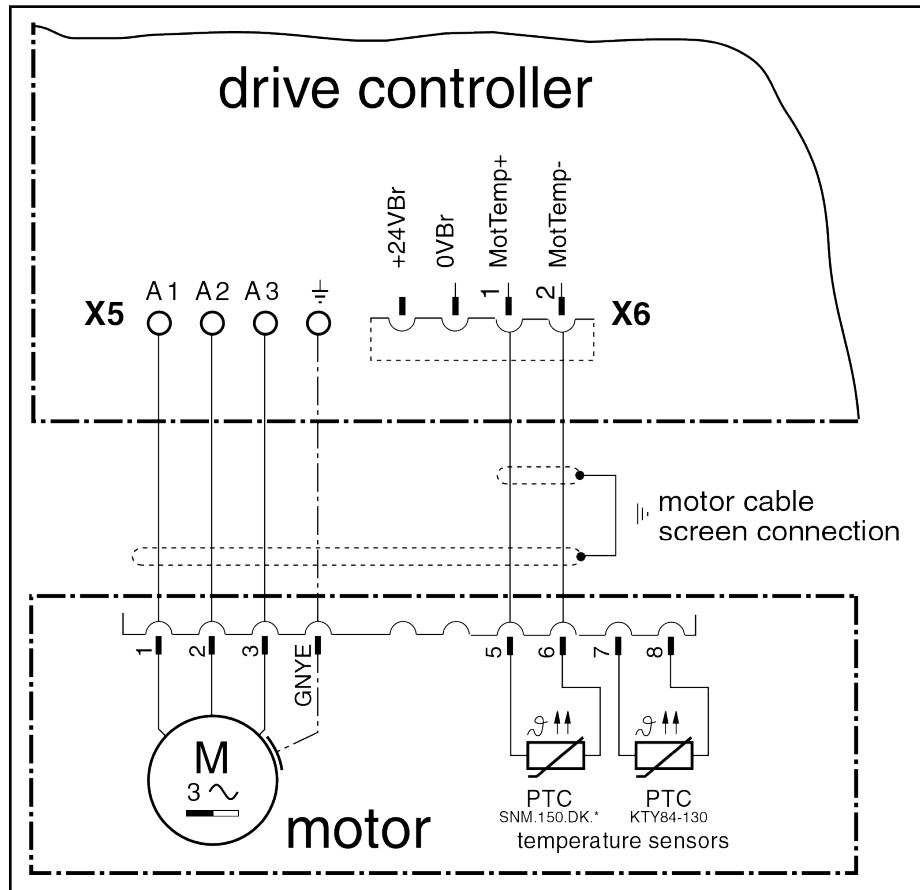 drive controller
+24VBr
0VBr
MotTemp+
MotTemp-
1
2
X5
A1
A2
A3
X6
motor cable
screen connection
1
2
3
GNYE
5
6
7
8
M
3
ϑ
ϑ
PTC
SNM.150.DK.*
PTC
KTY84-130
temperature sensors
motor